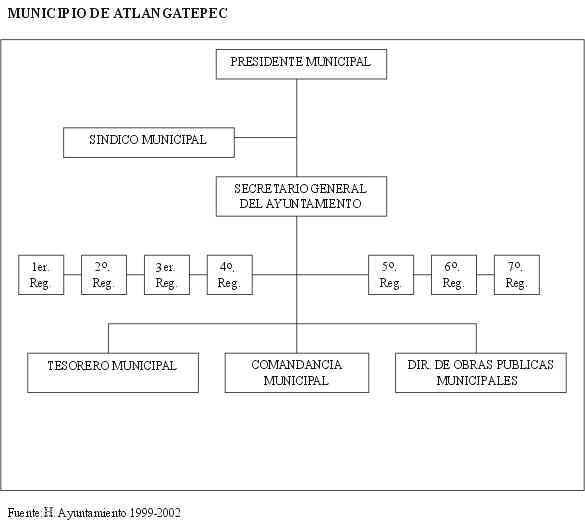 MUNICIPIO DE ATLANGATEPEC
PRESIDENTE MUNICIPAL
SINDICO MUNICIPAL
SECRETARIO GENERAL
DEL AYUNTAMIENTO
1er.
Reg.
2º.
Reg.
3er.
Reg.
4º.
Reg.
5º.
Reg.
6º.
Reg.
7º.
Reg.
TESORERO MUNICIPAL
COMANDANCIA
MUNICIPAL
DIR. DE OBRAS PUBLICAS
MUNICIPALES
Fuente: H. Ayuntamiento 1999-2002